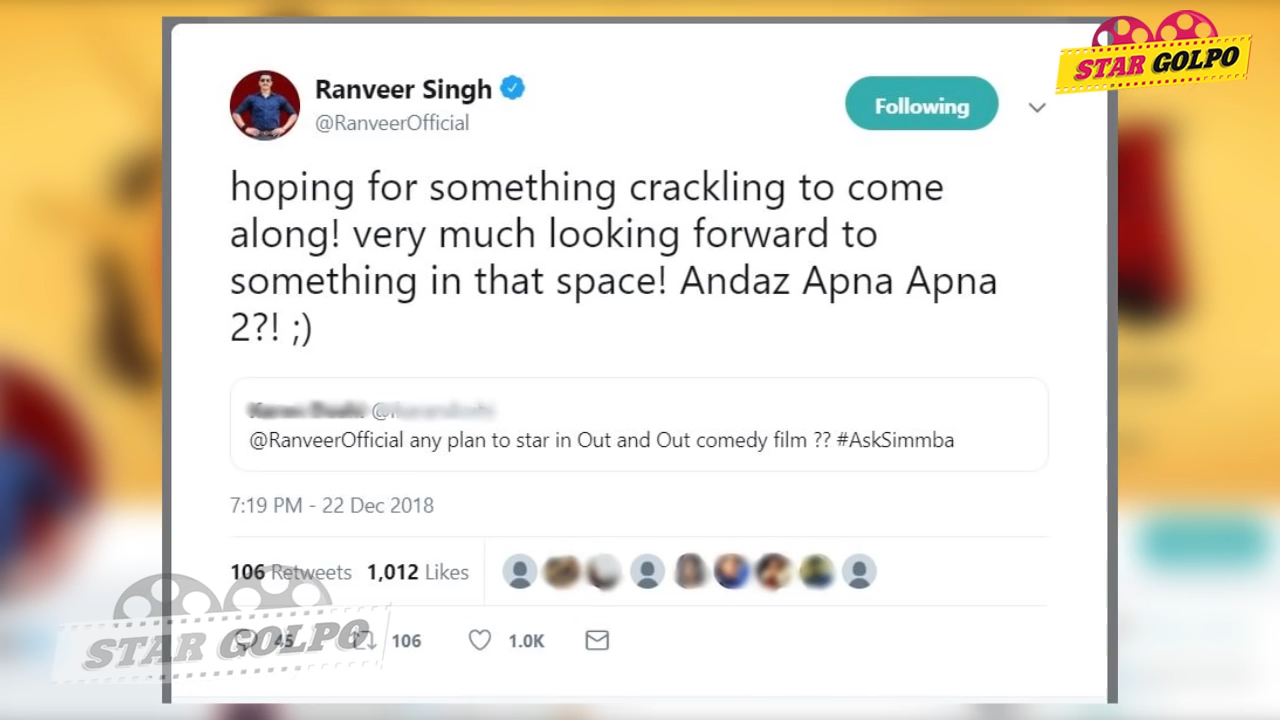 STAR GOLPO
Ranveer Singh
@RanveerOfficial
Following
hoping for something crackling to come
along! very much looking forward to
something in that space! Andaz Apna Apna
2?! ;)
@RanveerOfficial any plan to star in Out and Out comedy film ?? #AskSimmba
7:19 PM - 22 Dec 2018
106 Retweets 1,012 Likes
STAR GOLPO
45 106 1.0K